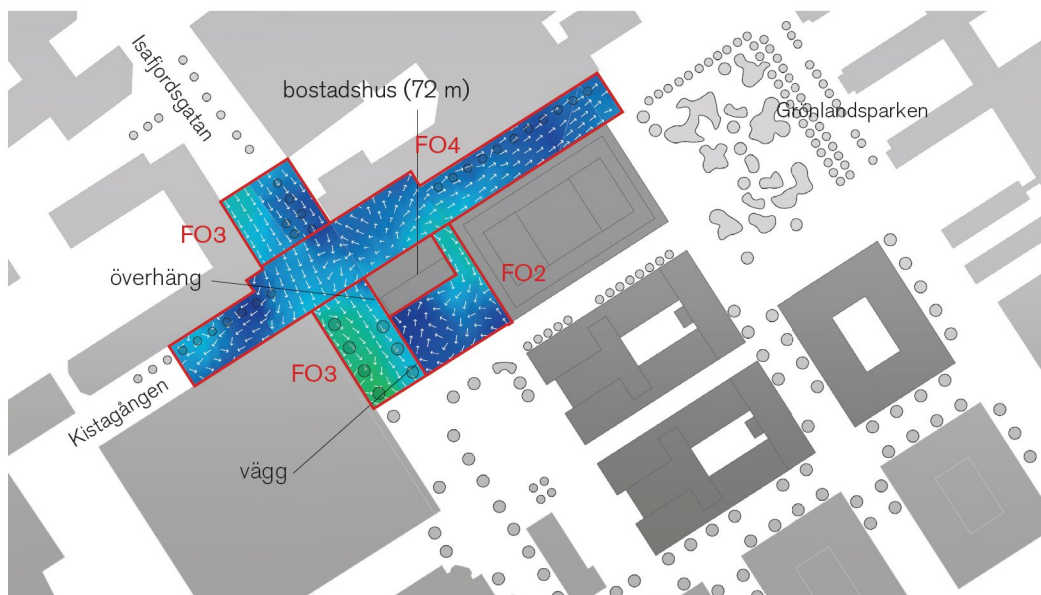 Isafjordsgatan
bostadshus (72 m)
Grönlandsparken
FO4
FO3
FO2
överhäng
FO3
Kistagången
vägg